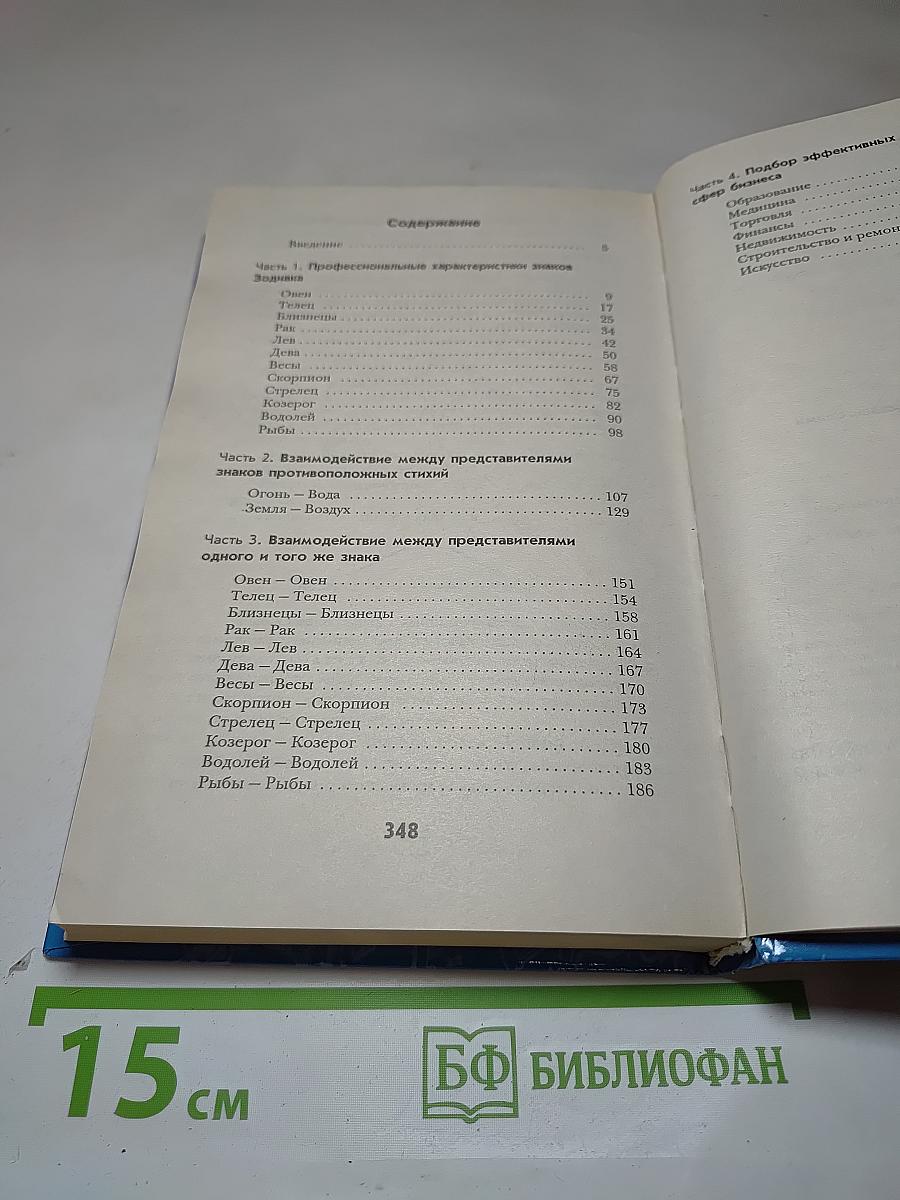 Содержание
Введение ........ 5
Часть 1. Профессиональные характеристики знаков
Зодиака
Овен ........ 9
Телец ........ 17
Близнецы ........ 25
Рак ........ 34
Лев ........ 42
Дева ........ 50
Весы ........ 58
Скорпион ........ 67
Стрелец ........ 75
Козерог ........ 82
Водолей ........ 90
Рыбы ........ 98
Часть 2. Взаимодействие между представителями
знаков противоположных стихий
Огонь — Вода ........ 107
Земля — Воздух ........ 129
Часть 3. Взаимодействие между представителями
одного и того же знака
Овен — Овен ........ 151
Телец — Телец ........ 154
Близнецы — Близнецы ........ 158
Рак — Рак ........ 161
Лев — Лев ........ 164
Дева — Дева ........ 167
Весы — Весы ........ 170
Скорпион — Скорпион ........ 173
Стрелец — Стрелец ........ 177
Козерог — Козерог ........ 180
Водолей — Водолей ........ 183
Рыбы — Рыбы ........ 186
348
Часть 4. Подбор эффективных
сфер бизнеса
Образование ........
Медицина ........
Торговля ........
Финансы ........
Недвижимость ........
Строительство и ремон
Искусство ........
15 см
БФ БИБЛИОФАН